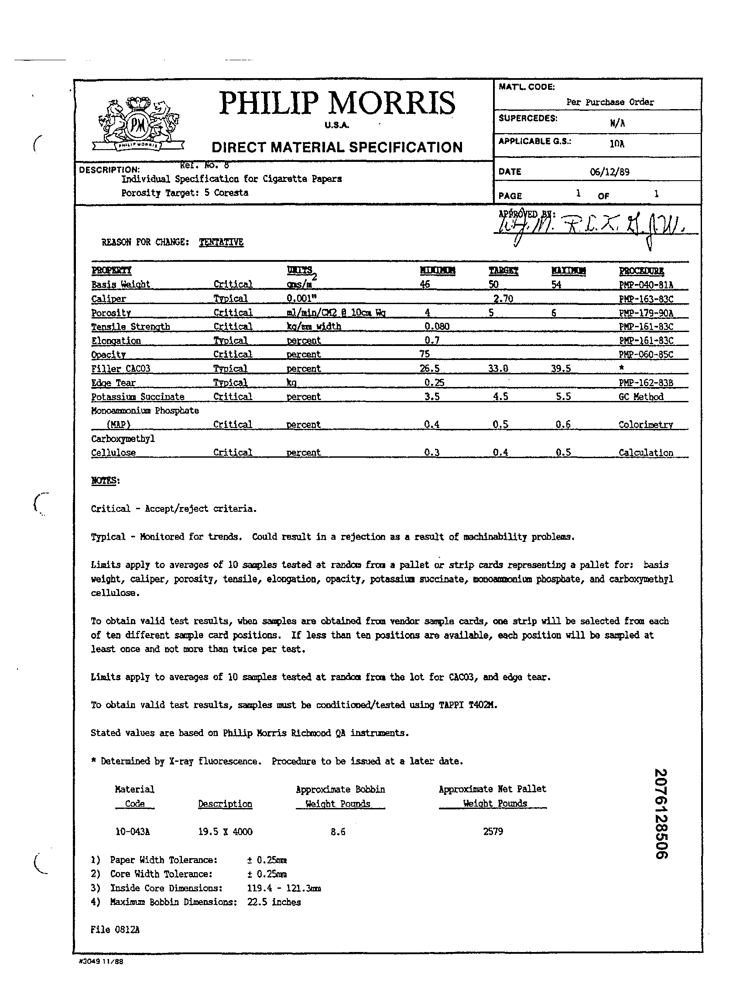 PHILIP MORRIS
U.S.A.
DIRECT MATERIAL SPECIFICATION
PM
PHILIP MORRIS
MAT'L. CODE:
Per Purchase Order
SUPERCEDES: N/A
APPLICABLE G.S.: 10A
DESCRIPTION: Ref. No. 8
Individual Specification for Cigarette Papers
Porosity Target: 5 Coresta
DATE 06/12/89
PAGE 1 OF 1
APPROVED BY:
REASON FOR CHANGE: TENTATIVE
PROPERTY UNITS MINIMUM TARGET MAXIMUM PROCEDURE
Basis Weight Critical gms/m2 46 50 54 PMP-040-81A
Caliper Typical 0.001" 2.70 PMP-163-83C
Porosity Critical ml/min/CM2 @ 10cm Wg 4 5 6 PMP-179-90A
Tensile Strength Critical kg/mm width 0.080 PMP-161-83C
Elongation Typical percent 0.7 PMP-161-83C
Opacity Critical percent 75 PMP-060-85C
Filler CACO3 Typical percent 26.5 33.0 39.5 *
Edge Tear Typical kg 0.25 PMP-162-83B
Potassium Succinate Critical percent 3.5 4.5 5.5 GC Method
Monoammonium Phosphate
(MAP) Critical percent 0.4 0.5 0.6 Colorimetry
Carboxymethyl
Cellulose Critical percent 0.3 0.4 0.5 Calculation
NOTES:
Critical - Accept/reject criteria.
Typical - Monitored for trends. Could result in a rejection as a result of machinability problems.
Limits apply to averages of 10 samples tested at random from a pallet or strip cards representing a pallet for: basis
weight, caliper, porosity, tensile, elongation, opacity, potassium succinate, monoammonium phosphate, and carboxymethyl
cellulose.
To obtain valid test results, when samples are obtained from vendor sample cards, one strip will be selected from each
of ten different sample card positions. If less than ten positions are available, each position will be sampled at
least once and not more than twice per test.
Limits apply to averages of 10 samples tested at random from the lot for CACO3, and edge tear.
To obtain valid test results, samples must be conditioned/tested using TAPPI T402M.
Stated values are based on Philip Morris Richmond QA instruments.
* Determined by X-ray fluorescence. Procedure to be issued at a later date.
Material Approximate Bobbin Approximate Net Pallet
Code Description Weight Pounds Weight Pounds
10-043A 19.5 X 4000 8.6 2579
1) Paper Width Tolerance: ± 0.25mm
2) Core Width Tolerance: ± 0.25mm
3) Inside Core Dimensions: 119.4 - 121.3mm
4) Maximum Bobbin Dimensions: 22.5 inches
File 0812A
#3049 11/88
2076128506